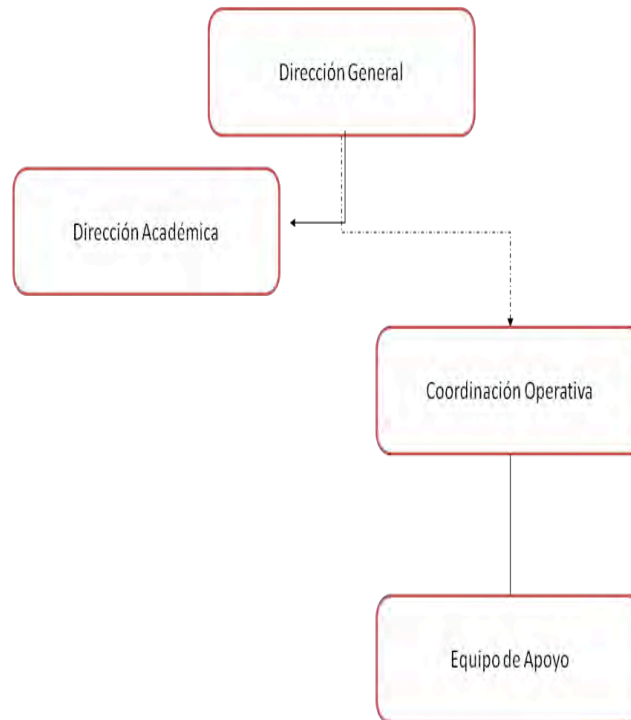 Dirección General
Dirección Académica
Coordinación Operativa
Equipo de Apoyo